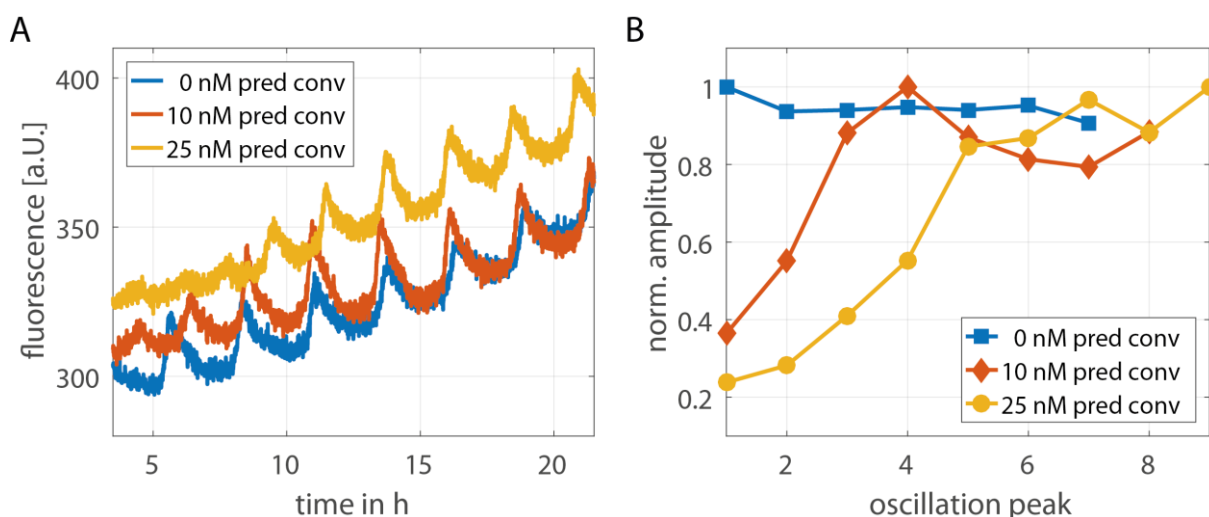 A
fluorescence [a.U.]
400
350
300
0 nM pred conv
10 nM pred conv
25 nM pred conv
5
10
15
20
time in h
B
norm. amplitude
1
0.8
0.6
0.4
0.2
0 nM pred conv
10 nM pred conv
25 nM pred conv
2
4
6
8
oscillation peak